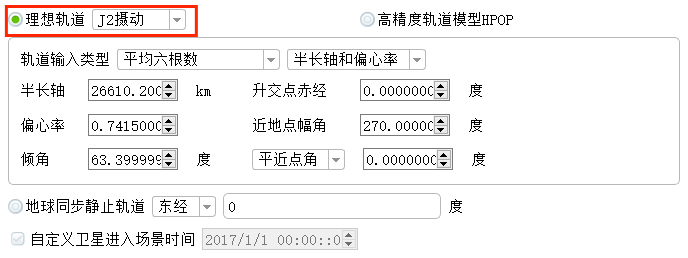 理想轨道 J2摄动 高精度轨道模型HPOP
轨道输入类型 平均六根数 半长轴和偏心率
半长轴 26610.200 km 升交点赤经 0.0000000 度
偏心率 0.7415000 近地点幅角 270.00000 度
倾角 63.399999 度 平近点角 0.0000000 度
地球同步静止轨道 东经 0 度
自定义卫星进入场景时间 2017/1/1 00:00::0